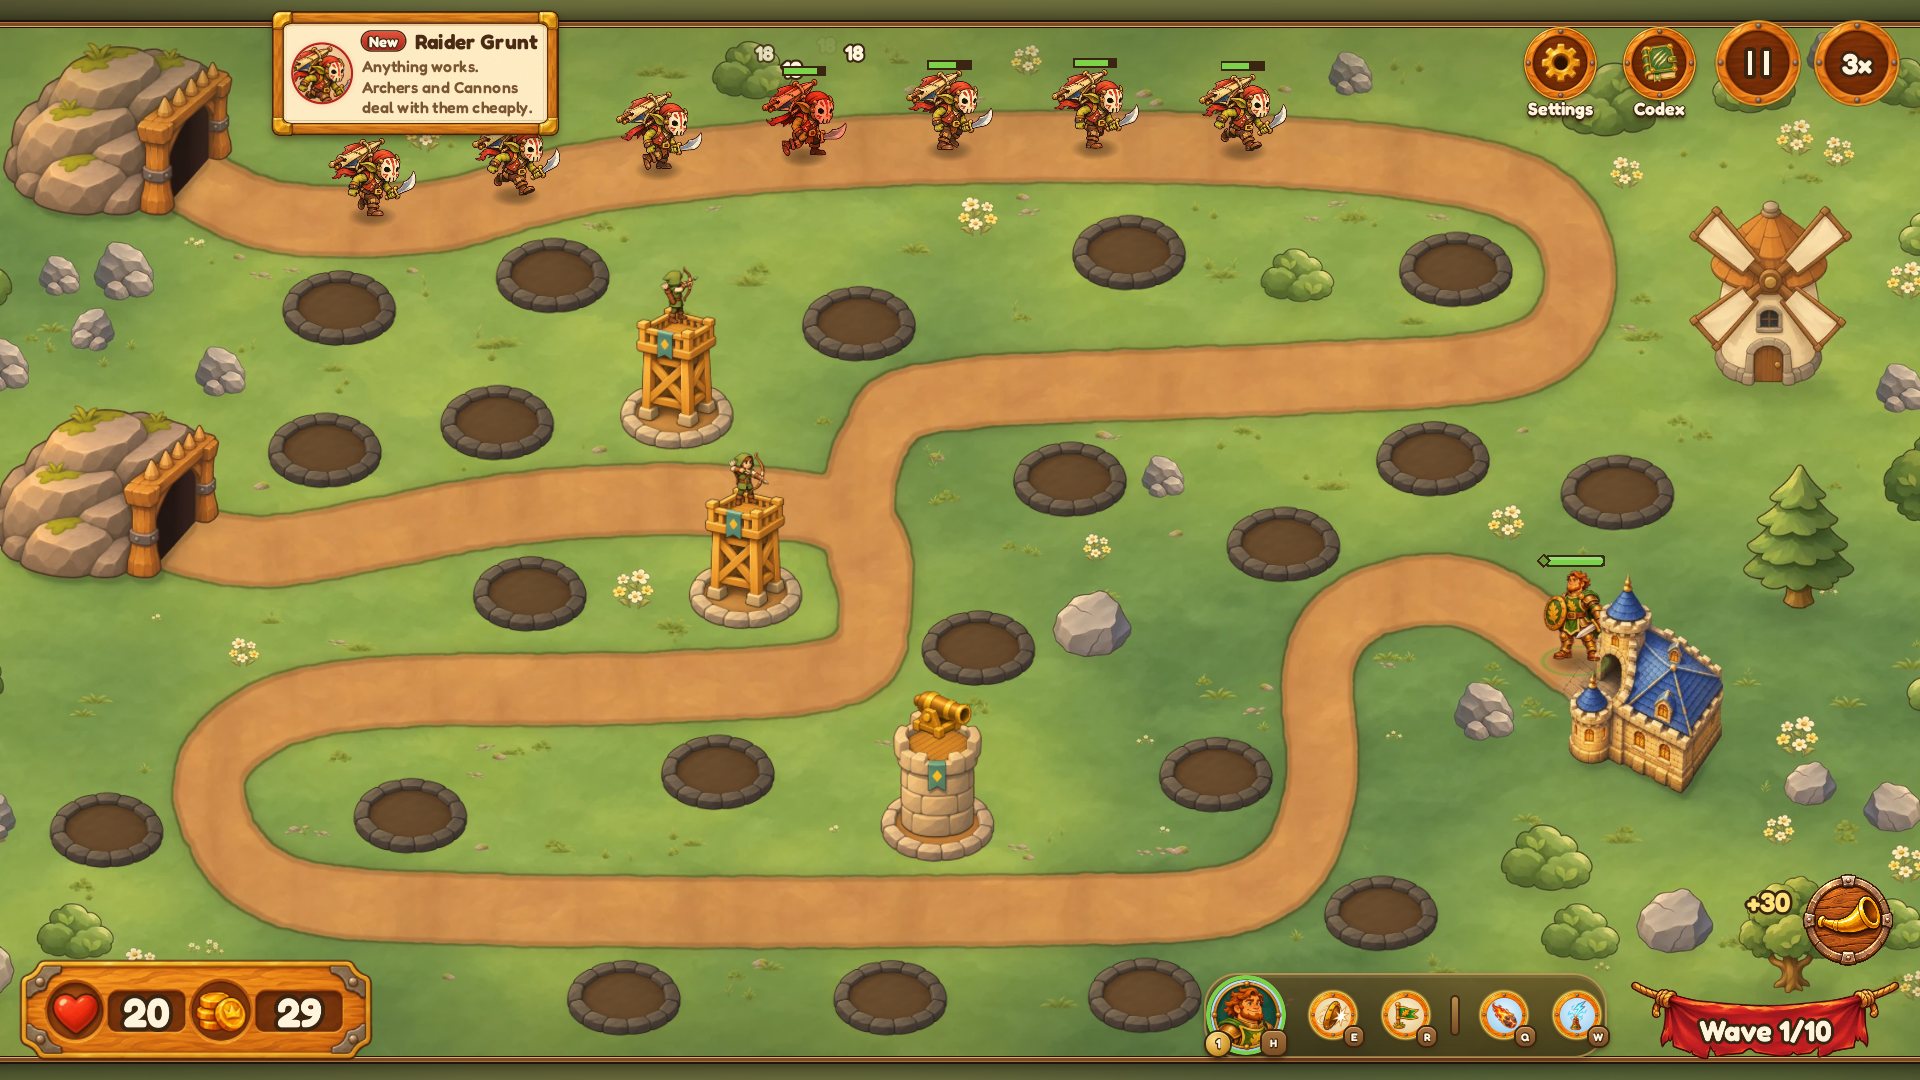 New Raider Grunt
Anything works.
Archers and Cannons
deal with them cheaply.
18 18 18
Settings
Codex
3x
+30
20
29
1
H
E
R
Q
W
Wave 1/10